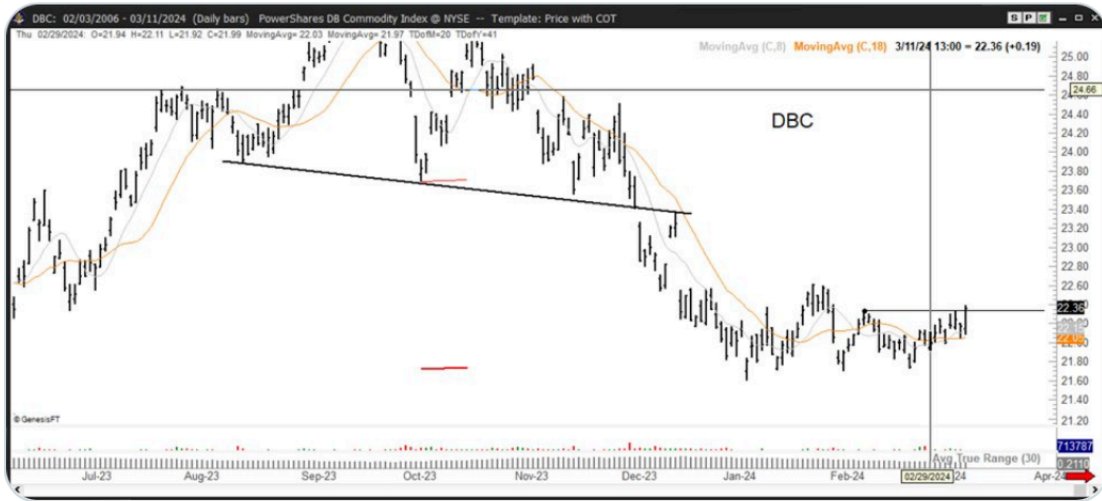 DBC: 02/03/2006 - 03/11/2024 (Daily bars) PowerShares DB Commodity Index @ NYSE -- Template: Price with COT
S P
Thu 02/29/2024: O=21.94 H=22.11 L=21.92 C=21.99 MovingAvg= 22.03 MovingAvg= 21.97 TDofM=20 TDofY=41
MovingAvg (C,8) MovingAvg (C,18) 3/11/24 13:00 = 22.36 (+0.19)
25.00
24.80
24.66
24.40
24.20
24.00
23.80
23.60
23.40
23.20
23.00
22.80
22.60
22.36
22.00
21.80
21.60
21.40
21.20
DBC
© GenesisFT
713787
Avg True Range (30)
0.2110
Jul-23 Aug-23 Sep-23 Oct-23 Nov-23 Dec-23 Jan-24 Feb-24 02/29/2024 Apr-24